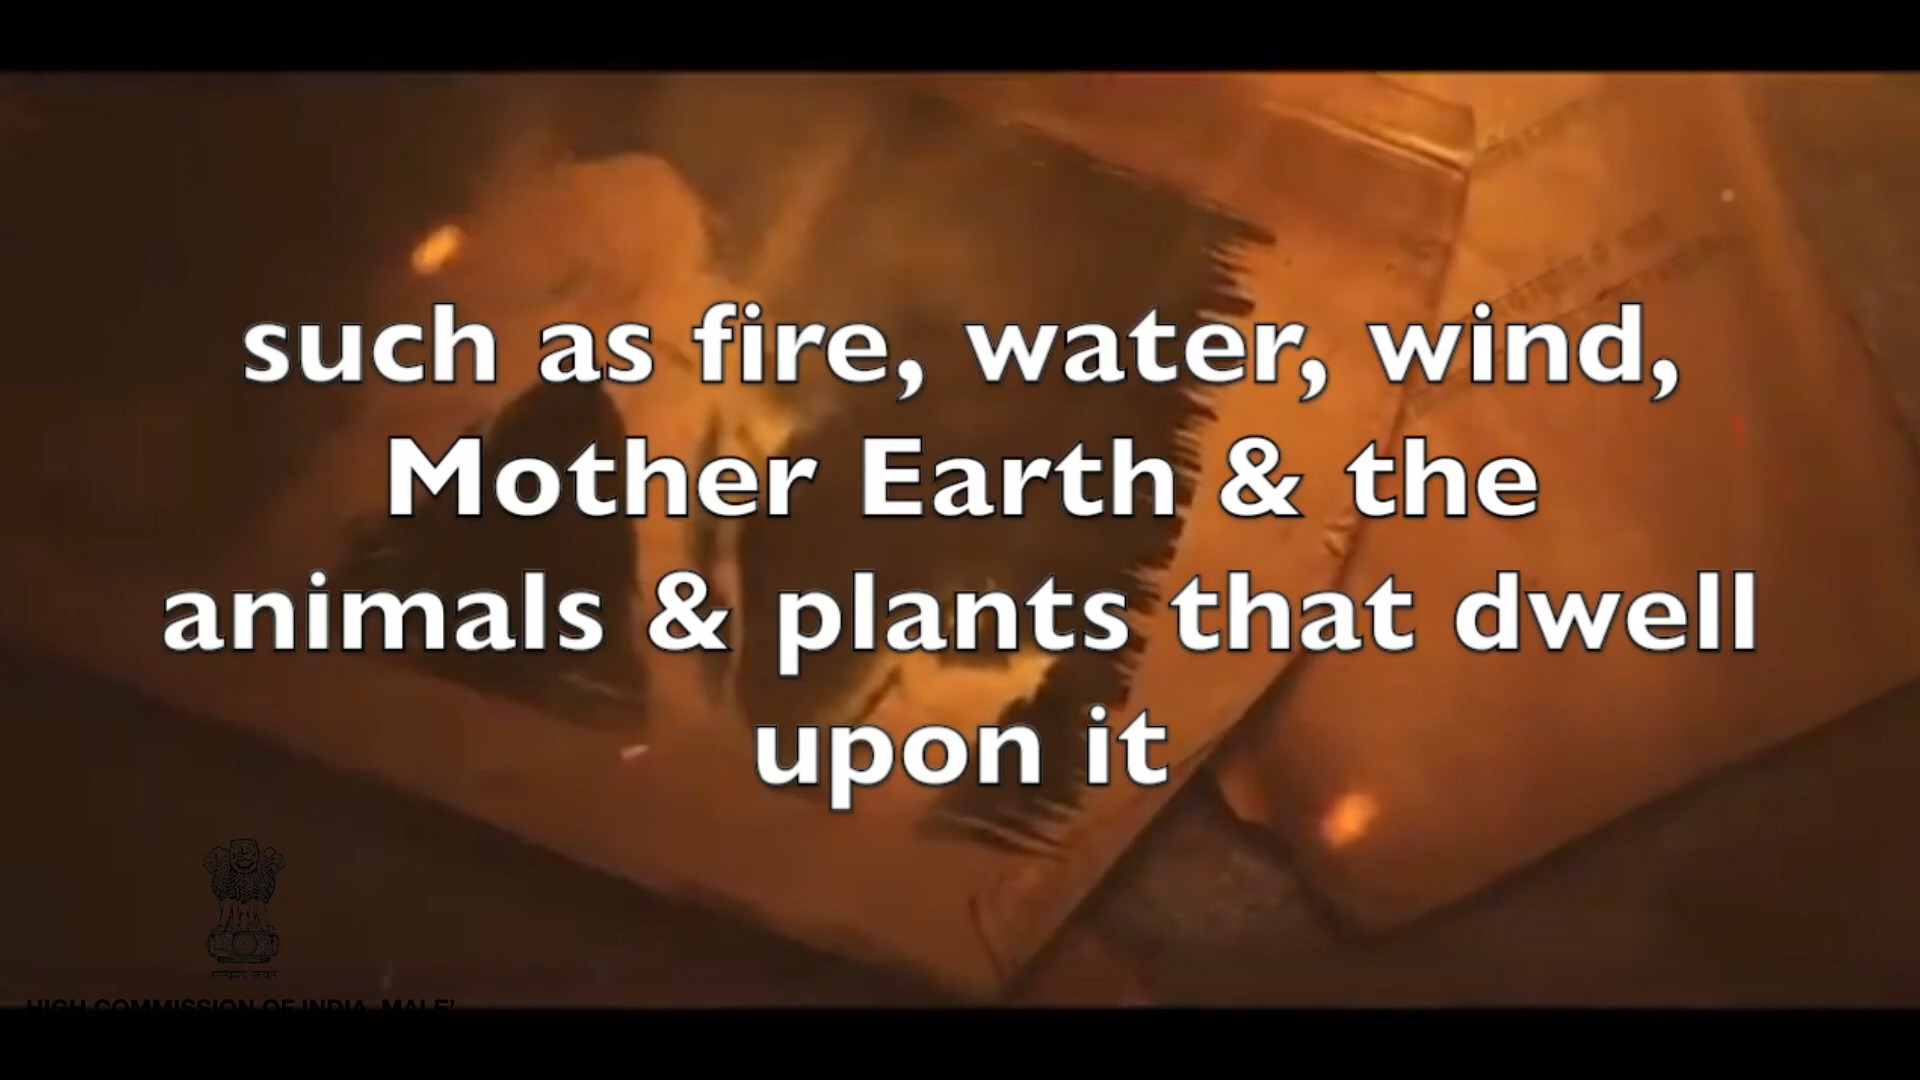 such as fire, water, wind,
Mother Earth & the
animals & plants that dwell
upon it
HIGH COMMISSION OF INDIA, MALE'